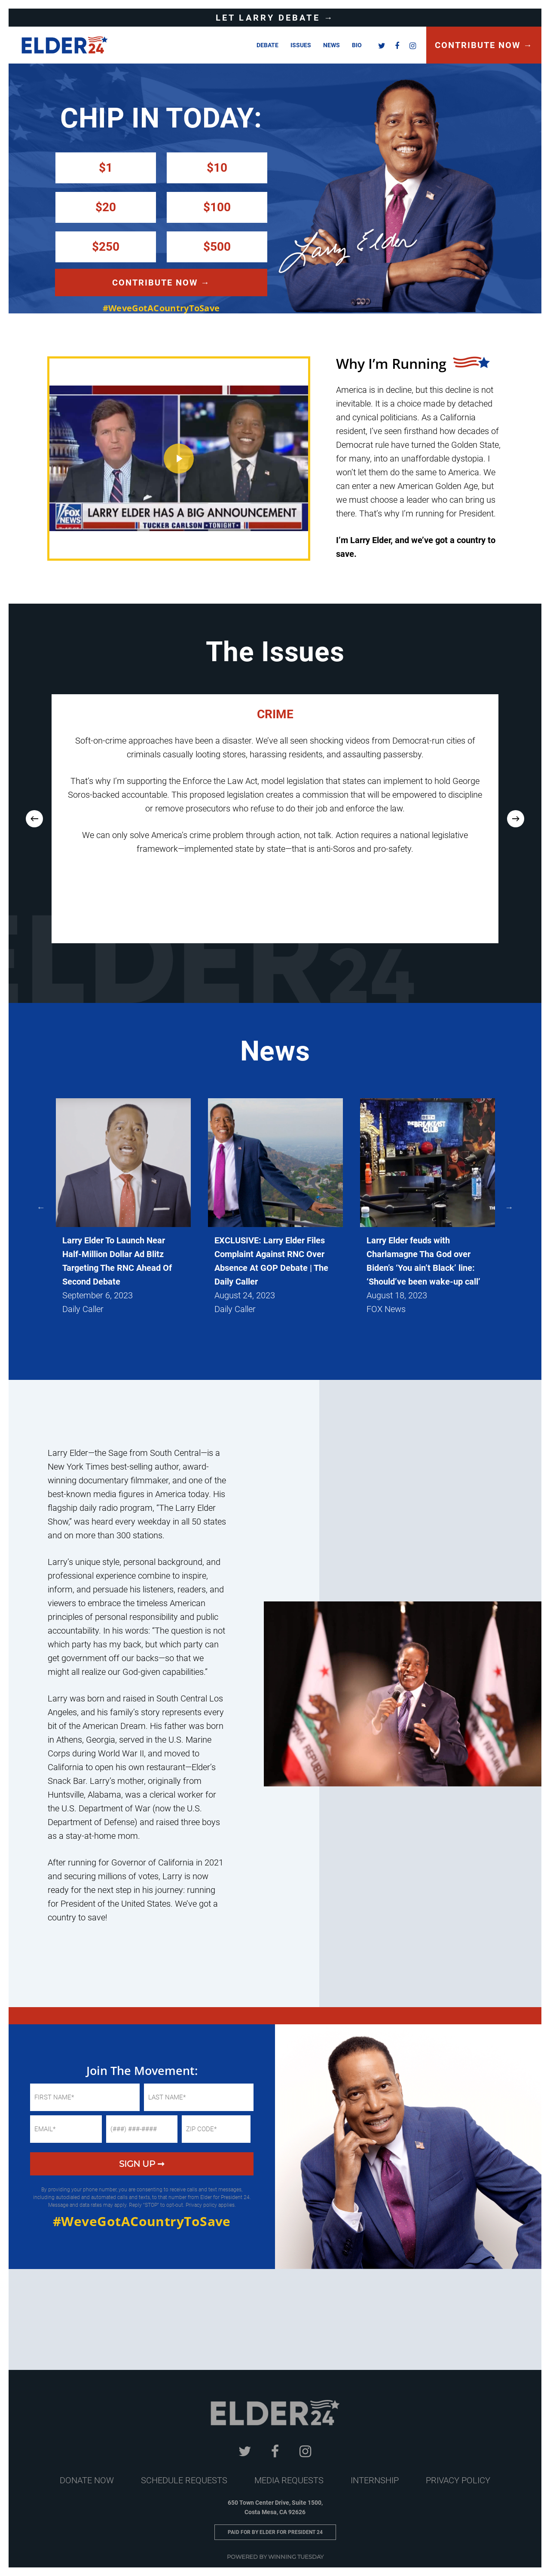 LET LARRY DEBATE →
ELDER24
DEBATE
ISSUES
NEWS
BIO
CONTRIBUTE NOW →
CHIP IN TODAY:
$1
$10
$20
$100
$250
$500
CONTRIBUTE NOW →
#WeveGotACountryToSave
Larry Elder
Why I’m Running
America is in decline, but this decline is not
inevitable. It is a choice made by detached
and cynical politicians. As a California
resident, I’ve seen firsthand how decades of
Democrat rule have turned the Golden State,
for many, into an unaffordable dystopia. I
won’t let them do the same to America. We
can enter a new American Golden Age, but
we must choose a leader who can bring us
there. That’s why I’m running for President.
I’m Larry Elder, and we’ve got a country to
save.
FOX
NEWS
LARRY ELDER HAS A BIG ANNOUNCEMENT
TUCKER CARLSON TONIGHT
The Issues
CRIME
Soft-on-crime approaches have been a disaster. We’ve all seen shocking videos from Democrat-run cities of
criminals casually looting stores, harassing residents, and assaulting passersby.
That’s why I’m supporting the Enforce the Law Act, model legislation that states can implement to hold George
Soros-backed accountable. This proposed legislation creates a commission that will be empowered to discipline
or remove prosecutors who refuse to do their job and enforce the law.
We can only solve America’s crime problem through action, not talk. Action requires a national legislative
framework—implemented state by state—that is anti-Soros and pro-safety.
ELDER24
News
THE BREAKFAST
CLUB
Larry Elder To Launch Near
Half-Million Dollar Ad Blitz
Targeting The RNC Ahead Of
Second Debate
September 6, 2023
Daily Caller
EXCLUSIVE: Larry Elder Files
Complaint Against RNC Over
Absence At GOP Debate | The
Daily Caller
August 24, 2023
Daily Caller
Larry Elder feuds with
Charlamagne Tha God over
Biden’s ‘You ain’t Black’ line:
‘Should’ve been wake-up call’
August 18, 2023
FOX News
Larry Elder—the Sage from South Central—is a
New York Times best-selling author, award-
winning documentary filmmaker, and one of the
best-known media figures in America today. His
flagship daily radio program, “The Larry Elder
Show,” was heard every weekday in all 50 states
and on more than 300 stations.
Larry’s unique style, personal background, and
professional experience combine to inspire,
inform, and persuade his listeners, readers, and
viewers to embrace the timeless American
principles of personal responsibility and public
accountability. In his words: “The question is not
which party has my back, but which party can
get government off our backs—so that we
might all realize our God-given capabilities.”
Larry was born and raised in South Central Los
Angeles, and his family’s story represents every
bit of the American Dream. His father was born
in Athens, Georgia, served in the U.S. Marine
Corps during World War II, and moved to
California to open his own restaurant—Elder’s
Snack Bar. Larry’s mother, originally from
Huntsville, Alabama, was a clerical worker for
the U.S. Department of War (now the U.S.
Department of Defense) and raised three boys
as a stay-at-home mom.
After running for Governor of California in 2021
and securing millions of votes, Larry is now
ready for the next step in his journey: running
for President of the United States. We’ve got a
country to save!
Join The Movement:
FIRST NAME*
LAST NAME*
EMAIL*
(###) ###-####
ZIP CODE*
SIGN UP →
By providing your phone number, you are consenting to receive calls and text messages,
including autodialed and automated calls and texts, to that number from Elder for President 24.
Message and data rates may apply. Reply “STOP” to opt-out. Privacy policy applies.
#WeveGotACountryToSave
ELDER24
DONATE NOW
SCHEDULE REQUESTS
MEDIA REQUESTS
INTERNSHIP
PRIVACY POLICY
650 Town Center Drive, Suite 1500,
Costa Mesa, CA 92626
PAID FOR BY ELDER FOR PRESIDENT 24
POWERED BY WINNING TUESDAY